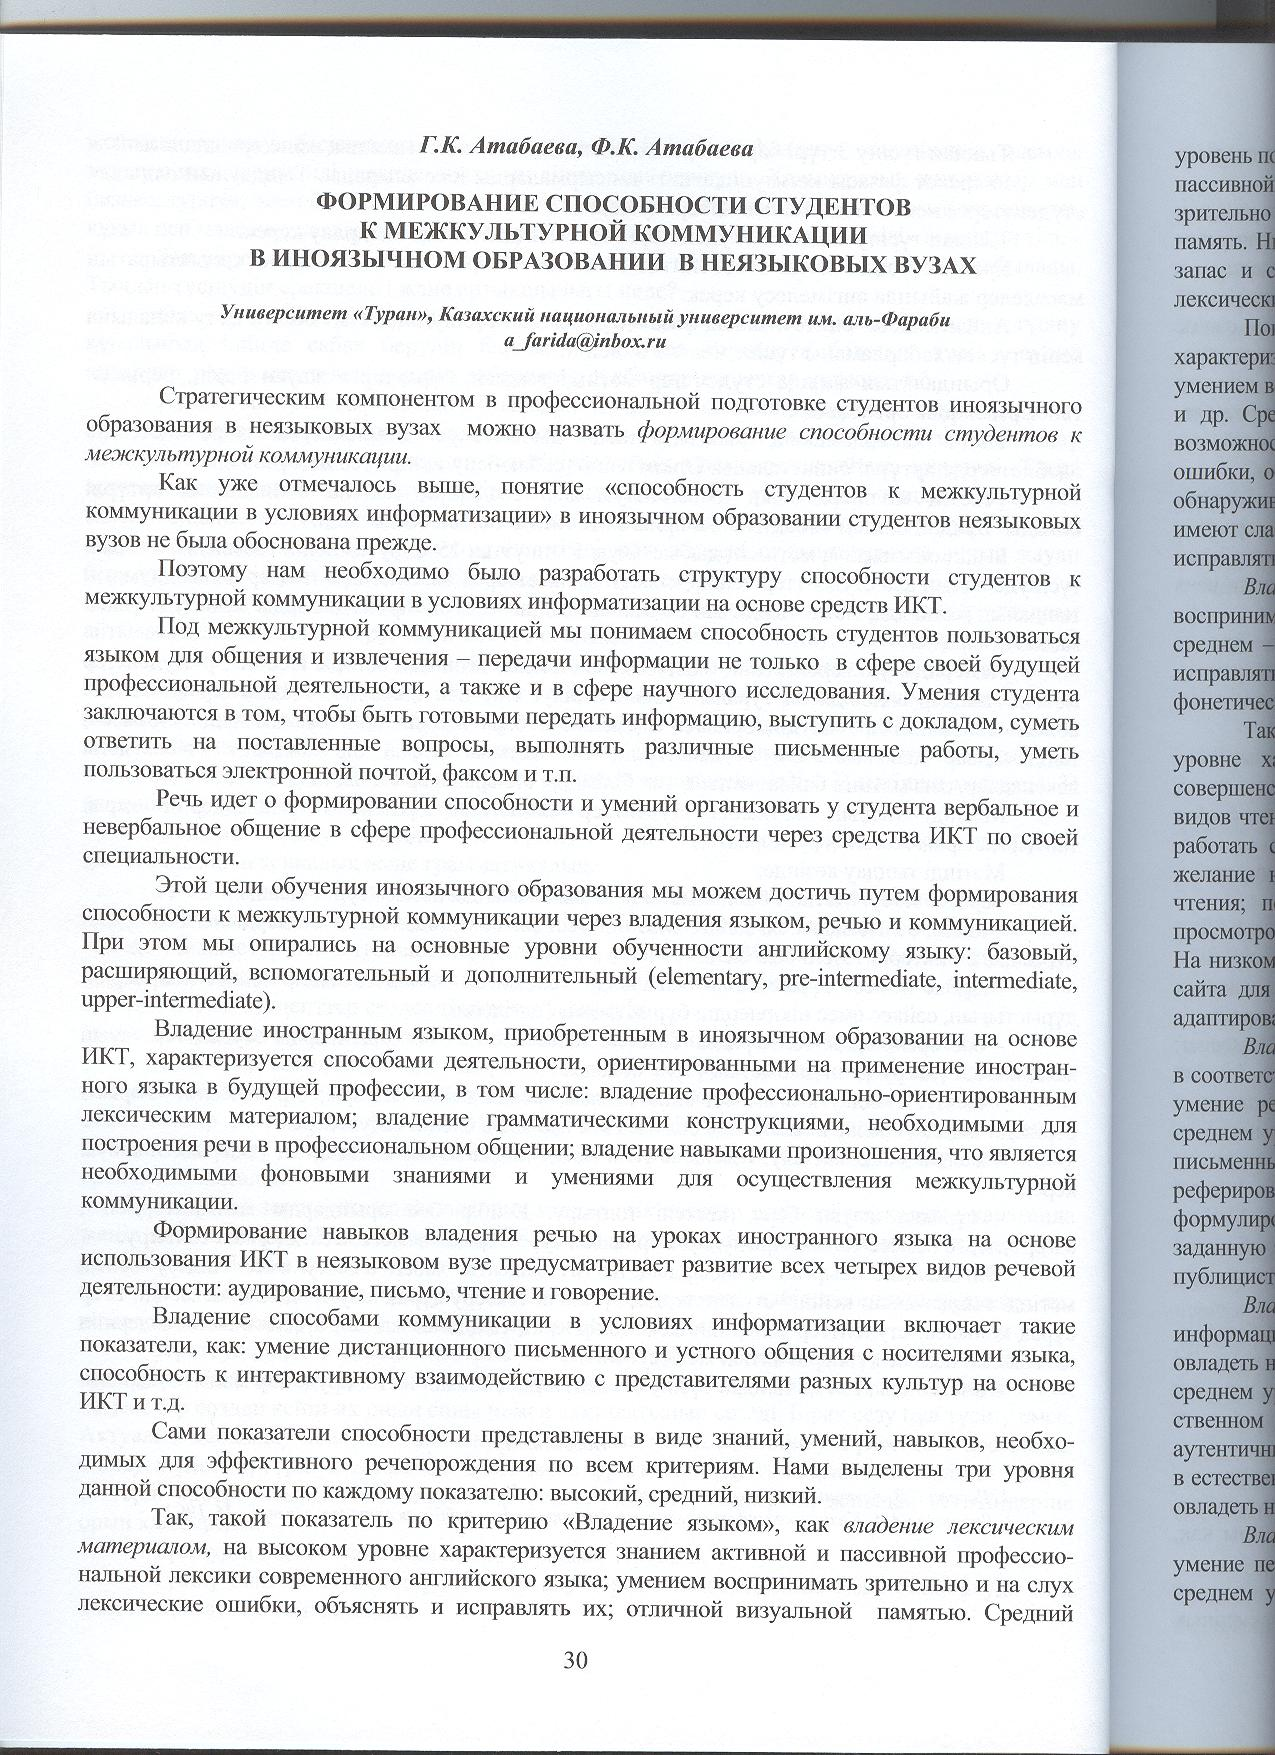 Г.К. Атабаева, Ф.К. Атабаева
ФОРМИРОВАНИЕ СПОСОБНОСТИ СТУДЕНТОВ
К МЕЖКУЛЬТУРНОЙ КОММУНИКАЦИИ
В ИНОЯЗЫЧНОМ ОБРАЗОВАНИИ В НЕЯЗЫКОВЫХ ВУЗАХ
Университет «Туран», Казахский национальный университет им. аль-Фараби
a_farida@inbox.ru
Стратегическим компонентом в профессиональной подготовке студентов иноязычного
образования в неязыковых вузах можно назвать формирование способности студентов к
межкультурной коммуникации.
Как уже отмечалось выше, понятие «способность студентов к межкультурной
коммуникации в условиях информатизации» в иноязычном образовании студентов неязыковых
вузов не была обоснована прежде.
Поэтому нам необходимо было разработать структуру способности студентов к
межкультурной коммуникации в условиях информатизации на основе средств ИКТ.
Под межкультурной коммуникацией мы понимаем способность студентов пользоваться
языком для общения и извлечения – передачи информации не только в сфере своей будущей
профессиональной деятельности, а также и в сфере научного исследования. Умения студента
заключаются в том, чтобы быть готовыми передать информацию, выступить с докладом, суметь
ответить на поставленные вопросы, выполнять различные письменные работы, уметь
пользоваться электронной почтой, факсом и т.п.
Речь идет о формировании способности и умений организовать у студента вербальное и
невербальное общение в сфере профессиональной деятельности через средства ИКТ по своей
специальности.
Этой цели обучения иноязычного образования мы можем достичь путем формирования
способности к межкультурной коммуникации через владения языком, речью и коммуникацией.
При этом мы опирались на основные уровни обученности английскому языку: базовый,
расширяющий, вспомогательный и дополнительный (elementary, pre-intermediate, intermediate,
upper-intermediate).
Владение иностранным языком, приобретенным в иноязычном образовании на основе
ИКТ, характеризуется способами деятельности, ориентированными на применение иностран-
ного языка в будущей профессии, в том числе: владение профессионально-ориентированным
лексическим материалом; владение грамматическими конструкциями, необходимыми для
построения речи в профессиональном общении; владение навыками произношения, что является
необходимыми фоновыми знаниями и умениями для осуществления межкультурной
коммуникации.
Формирование навыков владения речью на уроках иностранного языка на основе
использования ИКТ в неязыковом вузе предусматривает развитие всех четырех видов речевой
деятельности: аудирование, письмо, чтение и говорение.
Владение способами коммуникации в условиях информатизации включает такие
показатели, как: умение дистанционного письменного и устного общения с носителями языка,
способность к интерактивному взаимодействию с представителями разных культур на основе
ИКТ и т.д.
Сами показатели способности представлены в виде знаний, умений, навыков, необхо-
димых для эффективного речепорождения по всем критериям. Нами выделены три уровня
данной способности по каждому показателю: высокий, средний, низкий.
Так, такой показатель по критерию «Владение языком», как владение лексическим
материалом, на высоком уровне характеризуется знанием активной и пассивной профессио-
нальной лексики современного английского языка; умением воспринимать зрительно и на слух
лексические ошибки, объяснять и исправлять их; отличной визуальной памятью. Средний
30